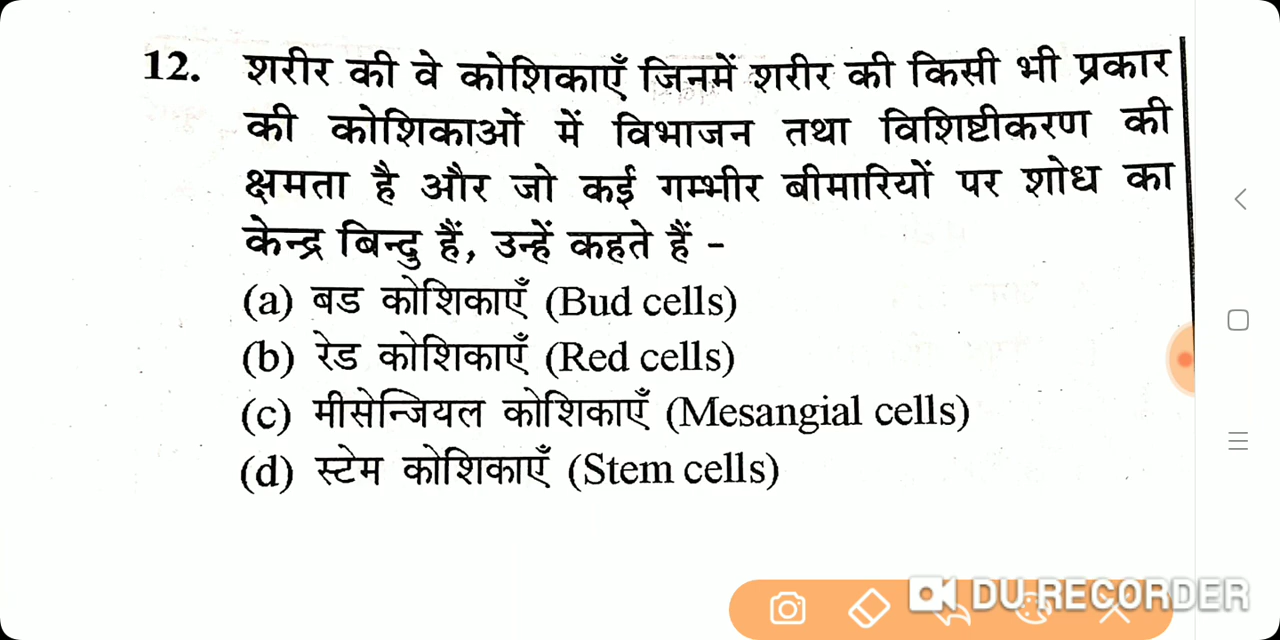 12. शरीर की वे कोशिकाएँ जिनमें शरीर की किसी भी प्रकार
की कोशिकाओं में विभाजन तथा विशिष्टीकरण की
क्षमता है और जो कई गम्भीर बीमारियों पर शोध का
केन्द्र बिन्दु हैं, उन्हें कहते हैं -
(a) बड कोशिकाएँ (Bud cells)
(b) रेड कोशिकाएँ (Red cells)
(c) मीसेन्जियल कोशिकाएँ (Mesangial cells)
(d) स्टेम कोशिकाएँ (Stem cells)
DU RECORDER